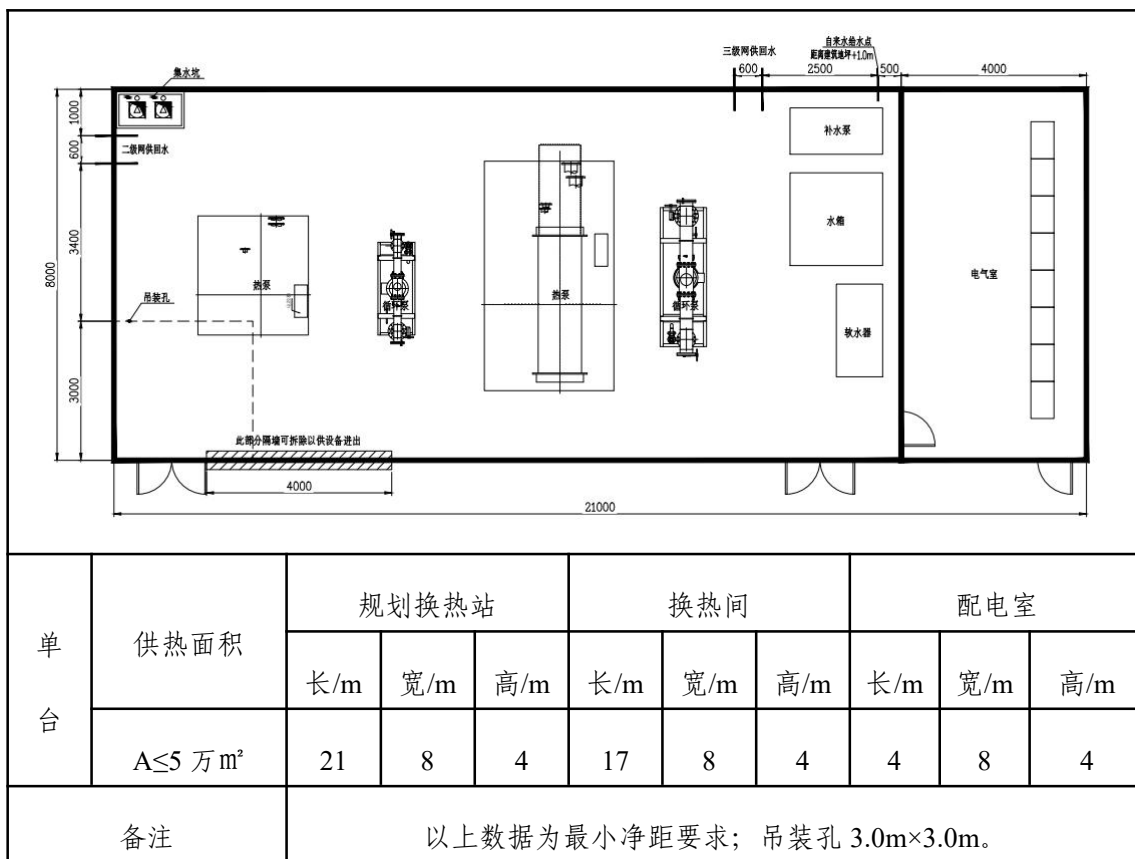 三级网供回水
自来水给水点
距离建筑地坪+1.0m
600
2500
500
4000
集水坑
1000
600
二级网供回水
补水泵
3400
8000
水箱
热泵
循环泵
热泵
循环泵
电气室
吊装孔
软水器
3000
此部分隔墙可拆除以供设备进出
4000
21000
单台
供热面积
规划换热站
换热间
配电室
长/m 宽/m 高/m 长/m 宽/m 高/m 长/m 宽/m 高/m
A≤5 万㎡ 21 8 4 17 8 4 4 8 4
备注 以上数据为最小净距要求；吊装孔 3.0m×3.0m。